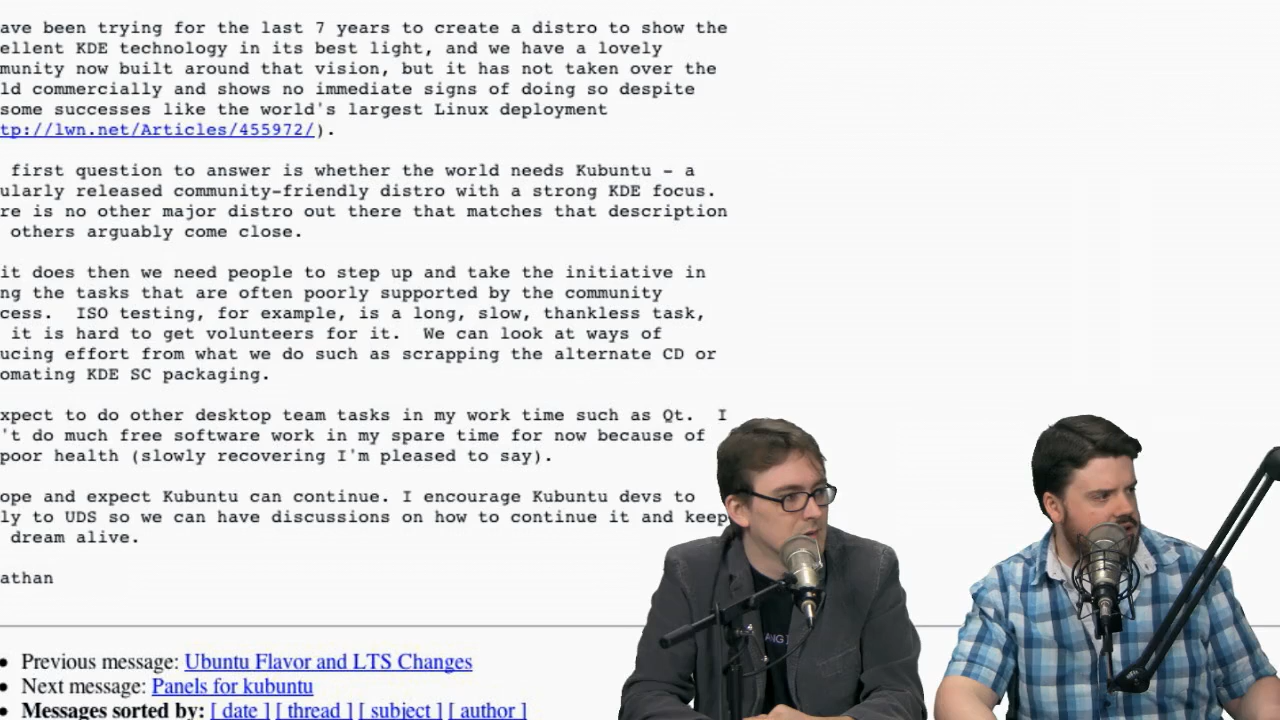 ave been trying for the last 7 years to create a distro to show the
ellent KDE technology in its best light, and we have a lovely
munity now built around that vision, but it has not taken over the
ld commercially and shows no immediate signs of doing so despite
some successes like the world's largest Linux deployment
tp://lwn.net/Articles/455972/).
first question to answer is whether the world needs Kubuntu - a
ularly released community-friendly distro with a strong KDE focus.
re is no other major distro out there that matches that description
others arguably come close.
it does then we need people to step up and take the initiative in
ng the tasks that are often poorly supported by the community
cess.  ISO testing, for example, is a long, slow, thankless task,
it is hard to get volunteers for it.  We can look at ways of
ucing effort from what we do such as scrapping the alternate CD or
omating KDE SC packaging.
xpect to do other desktop team tasks in my work time such as Qt.  I
't do much free software work in my spare time for now because of
poor health (slowly recovering I'm pleased to say).
ope and expect Kubuntu can continue. I encourage Kubuntu devs to
ly to UDS so we can have discussions on how to continue it and keep
dream alive.
athan
• Previous message: Ubuntu Flavor and LTS Changes
• Next message: Panels for kubuntu
• Messages sorted by: [ date ] [ thread ] [ subject ] [ author ]